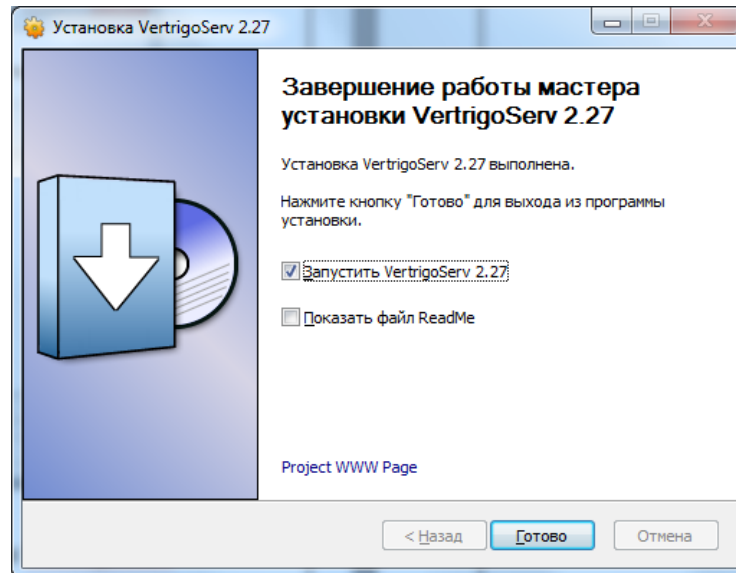 Установка VertrigoServ 2.27
Завершение работы мастера
установки VertrigoServ 2.27
Установка VertrigoServ 2.27 выполнена.
Нажмите кнопку "Готово" для выхода из программы
установки.
Запустить VertrigoServ 2.27
Показать файл ReadMe
Project WWW Page
< Назад Готово Отмена